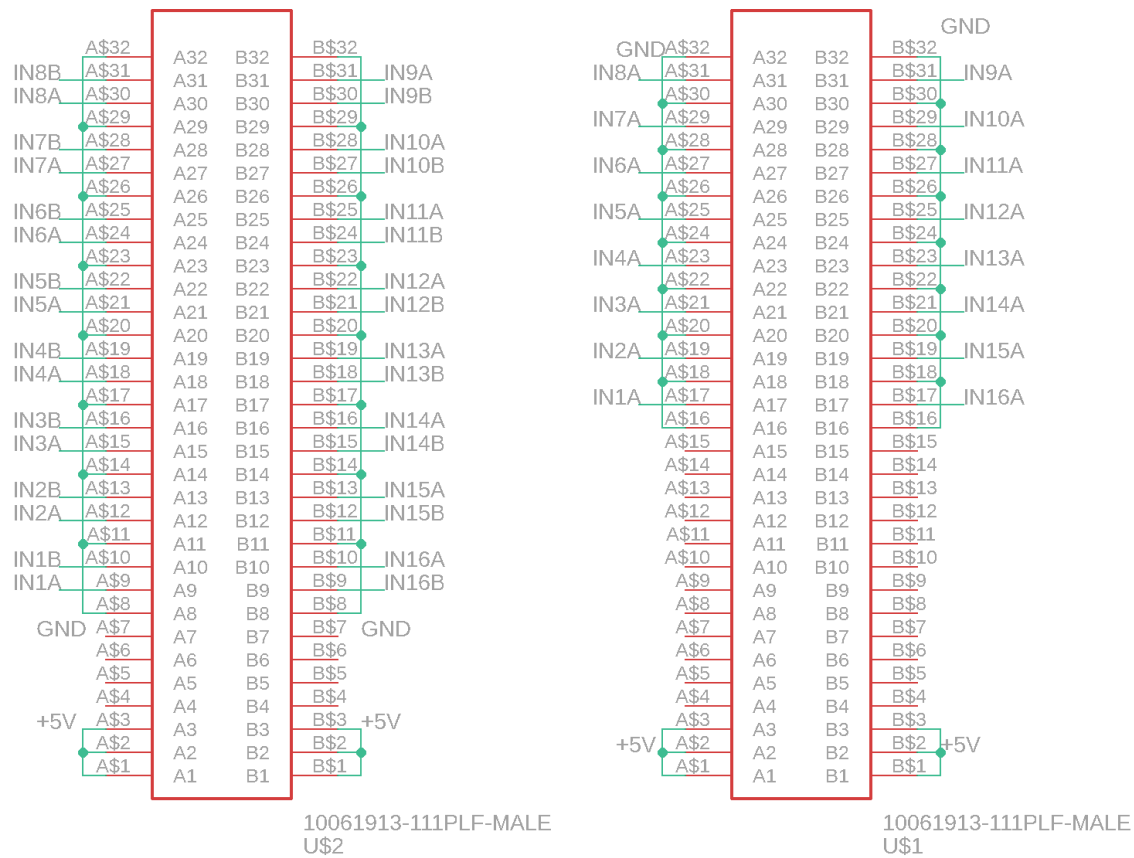 A$32 A32 B32 B$32
IN8B A$31 A31 B31 B$31 IN9A
IN8A A$30 A30 B30 B$30 IN9B
A$29 A29 B29 B$29
IN7B A$28 A28 B28 B$28 IN10A
IN7A A$27 A27 B27 B$27 IN10B
A$26 A26 B26 B$26
IN6B A$25 A25 B25 B$25 IN11A
IN6A A$24 A24 B24 B$24 IN11B
A$23 A23 B23 B$23
IN5B A$22 A22 B22 B$22 IN12A
IN5A A$21 A21 B21 B$21 IN12B
A$20 A20 B20 B$20
IN4B A$19 A19 B19 B$19 IN13A
IN4A A$18 A18 B18 B$18 IN13B
A$17 A17 B17 B$17
IN3B A$16 A16 B16 B$16 IN14A
IN3A A$15 A15 B15 B$15 IN14B
A$14 A14 B14 B$14
IN2B A$13 A13 B13 B$13 IN15A
IN2A A$12 A12 B12 B$12 IN15B
A$11 A11 B11 B$11
IN1B A$10 A10 B10 B$10 IN16A
IN1A A$9 A9 B9 B$9 IN16B
A$8 A8 B8 B$8
GND A$7 A7 B7 B$7 GND
A$6 A6 B6 B$6
A$5 A5 B5 B$5
A$4 A4 B4 B$4
+5V A$3 A3 B3 B$3 +5V
A$2 A2 B2 B$2
A$1 A1 B1 B$1
10061913-111PLF-MALE
U$2
GND
GND A$32 A32 B32 B$32
IN8A A$31 A31 B31 B$31 IN9A
A$30 A30 B30 B$30
IN7A A$29 A29 B29 B$29 IN10A
A$28 A28 B28 B$28
IN6A A$27 A27 B27 B$27 IN11A
A$26 A26 B26 B$26
IN5A A$25 A25 B25 B$25 IN12A
A$24 A24 B24 B$24
IN4A A$23 A23 B23 B$23 IN13A
A$22 A22 B22 B$22
IN3A A$21 A21 B21 B$21 IN14A
A$20 A20 B20 B$20
IN2A A$19 A19 B19 B$19 IN15A
A$18 A18 B18 B$18
IN1A A$17 A17 B17 B$17 IN16A
A$16 A16 B16 B$16
A$15 A15 B15 B$15
A$14 A14 B14 B$14
A$13 A13 B13 B$13
A$12 A12 B12 B$12
A$11 A11 B11 B$11
A$10 A10 B10 B$10
A$9 A9 B9 B$9
A$8 A8 B8 B$8
A$7 A7 B7 B$7
A$6 A6 B6 B$6
A$5 A5 B5 B$5
A$4 A4 B4 B$4
A$3 A3 B3 B$3
+5V A$2 A2 B2 B$2 +5V
A$1 A1 B1 B$1
10061913-111PLF-MALE
U$1